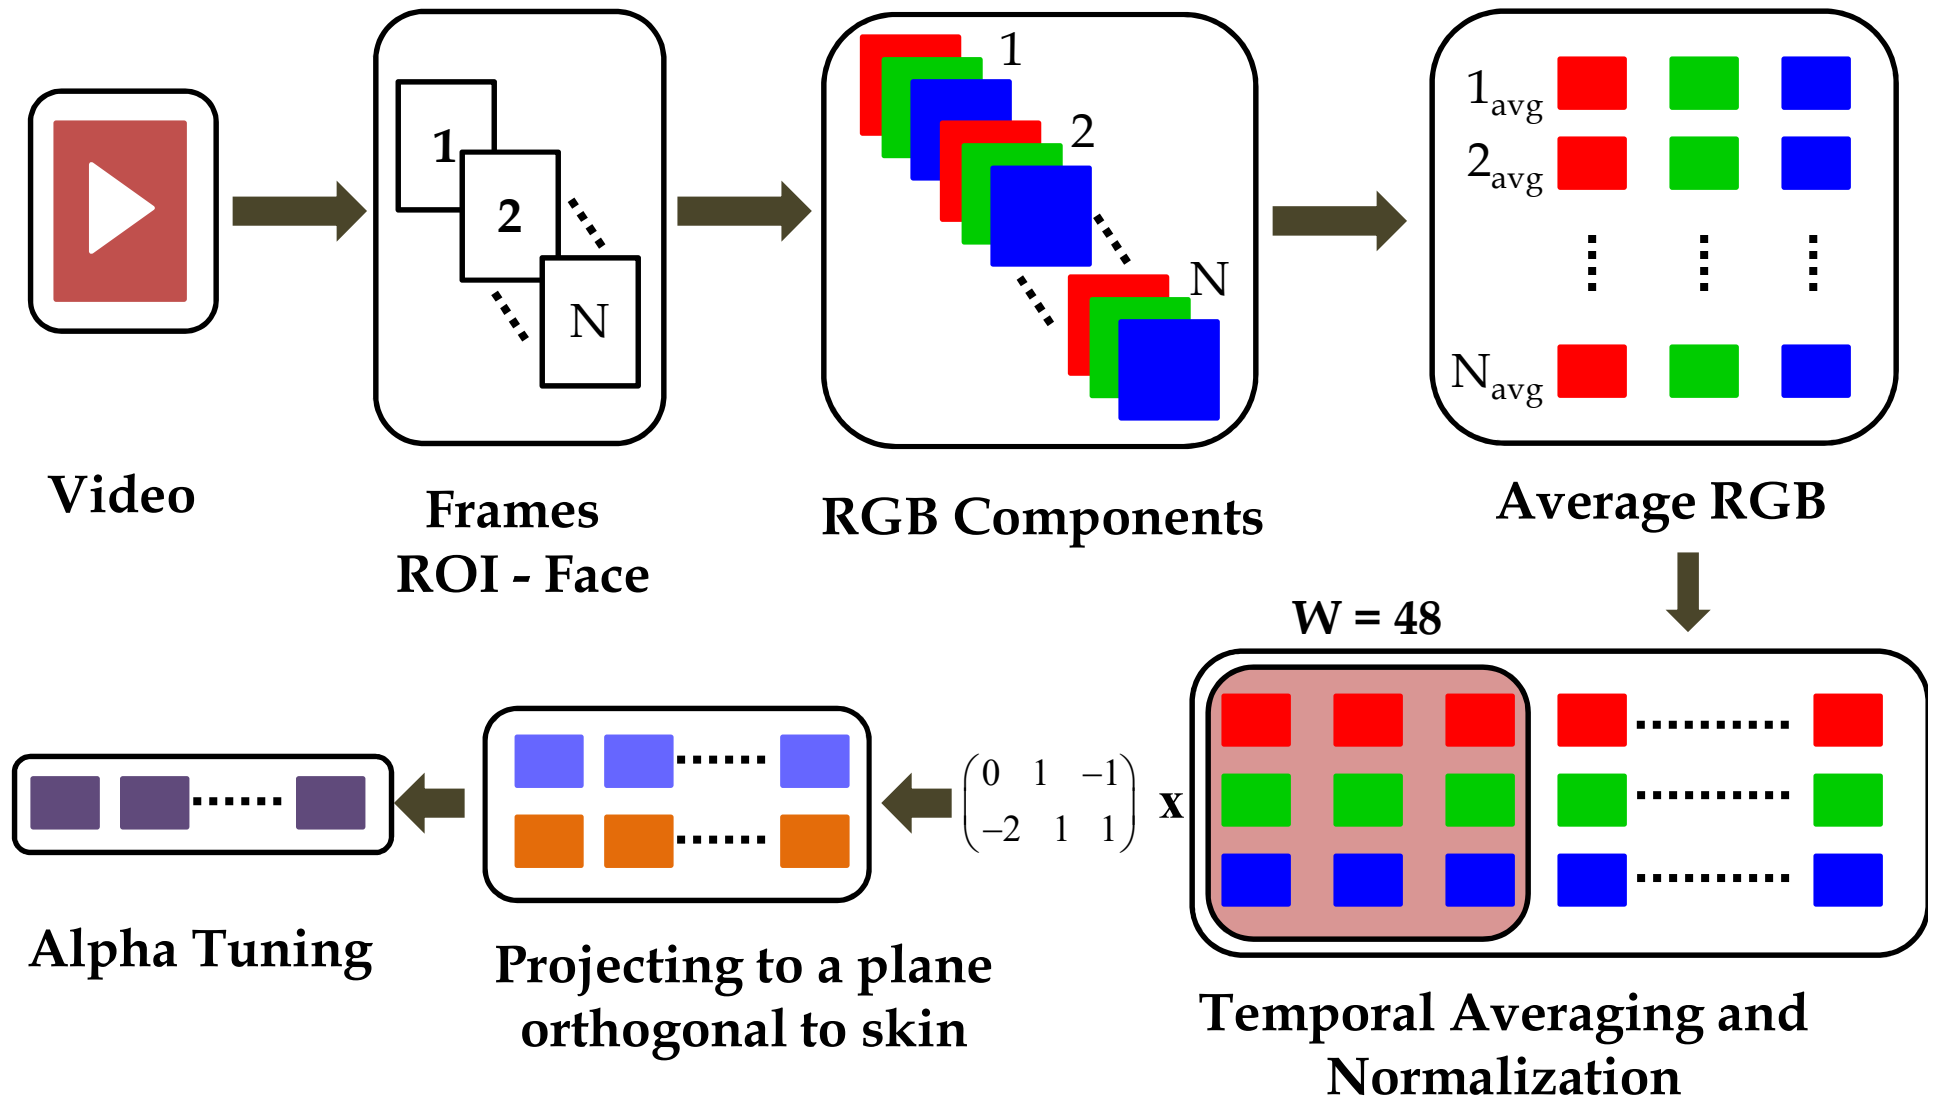 1
2
N
1
2
N
1avg
2avg
Navg
Video
Frames
ROI - Face
RGB Components
Average RGB
W = 48
0 1 −1
−2 1 1
x
Alpha Tuning
Projecting to a plane
orthogonal to skin
Temporal Averaging and
Normalization